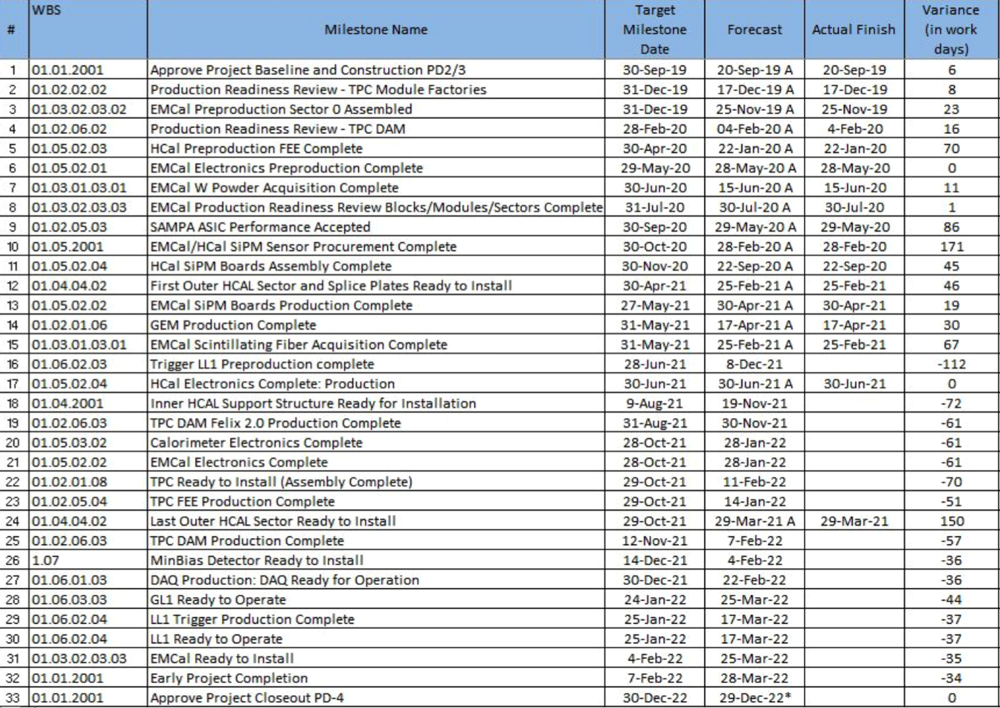 # WBS Milestone Name Target Milestone Date Forecast Actual Finish Variance (in work days)
1 01.01.2001 Approve Project Baseline and Construction PD2/3 30-Sep-19 20-Sep-19 A 20-Sep-19 6
2 01.02.02.02 Production Readiness Review - TPC Module Factories 31-Dec-19 17-Dec-19 A 17-Dec-19 8
3 01.03.02.03.02 EMCal Preproduction Sector 0 Assembled 31-Dec-19 25-Nov-19 A 25-Nov-19 23
4 01.02.06.02 Production Readiness Review - TPC DAM 28-Feb-20 04-Feb-20 A 4-Feb-20 16
5 01.05.02.03 HCal Preproduction FEE Complete 30-Apr-20 22-Jan-20 A 22-Jan-20 70
6 01.05.02.01 EMCal Electronics Preproduction Complete 29-May-20 28-May-20 A 28-May-20 0
7 01.03.01.03.01 EMCal W Powder Acquisition Complete 30-Jun-20 15-Jun-20 A 15-Jun-20 11
8 01.03.02.03.03 EMCal Production Readiness Review Blocks/Modules/Sectors Complete 31-Jul-20 30-Jul-20 A 30-Jul-20 1
9 01.02.05.03 SAMPA ASIC Performance Accepted 30-Sep-20 29-May-20 A 29-May-20 86
10 01.05.2001 EMCal/HCal SiPM Sensor Procurement Complete 30-Oct-20 28-Feb-20 A 28-Feb-20 171
11 01.05.02.04 HCal SiPM Boards Assembly Complete 30-Nov-20 22-Sep-20 A 22-Sep-20 45
12 01.04.04.02 First Outer HCAL Sector and Splice Plates Ready to Install 30-Apr-21 25-Feb-21 A 25-Feb-21 46
13 01.05.02.02 EMCal SiPM Boards Production Complete 27-May-21 30-Apr-21 A 30-Apr-21 19
14 01.02.01.06 GEM Production Complete 31-May-21 17-Apr-21 A 17-Apr-21 30
15 01.03.01.03.01 EMCal Scintillating Fiber Acquisition Complete 31-May-21 25-Feb-21 A 25-Feb-21 67
16 01.06.02.03 Trigger LL1 Preproduction complete 28-Jun-21 8-Dec-21 -112
17 01.05.02.04 HCal Electronics Complete: Production 30-Jun-21 30-Jun-21 A 30-Jun-21 0
18 01.04.2001 Inner HCAL Support Structure Ready for Installation 9-Aug-21 19-Nov-21 -72
19 01.02.06.03 TPC DAM Felix 2.0 Production Complete 31-Aug-21 30-Nov-21 -61
20 01.05.03.02 Calorimeter Electronics Complete 28-Oct-21 28-Jan-22 -61
21 01.05.02.02 EMCal Electronics Complete 28-Oct-21 28-Jan-22 -61
22 01.02.01.08 TPC Ready to Install (Assembly Complete) 29-Oct-21 11-Feb-22 -70
23 01.02.05.04 TPC FEE Production Complete 29-Oct-21 14-Jan-22 -51
24 01.04.04.02 Last Outer HCAL Sector Ready to Install 29-Oct-21 29-Mar-21 A 29-Mar-21 150
25 01.02.06.03 TPC DAM Production Complete 12-Nov-21 7-Feb-22 -57
26 1.07 MinBias Detector Ready to Install 14-Dec-21 4-Feb-22 -36
27 01.06.01.03 DAQ Production: DAQ Ready for Operation 30-Dec-21 22-Feb-22 -36
28 01.06.03.03 GL1 Ready to Operate 24-Jan-22 25-Mar-22 -44
29 01.06.02.04 LL1 Trigger Production Complete 25-Jan-22 17-Mar-22 -37
30 01.06.02.04 LL1 Ready to Operate 25-Jan-22 17-Mar-22 -37
31 01.03.02.03.03 EMCal Ready to Install 4-Feb-22 25-Mar-22 -35
32 01.01.2001 Early Project Completion 7-Feb-22 28-Mar-22 -34
33 01.01.2001 Approve Project Closeout PD-4 30-Dec-22 29-Dec-22* 0